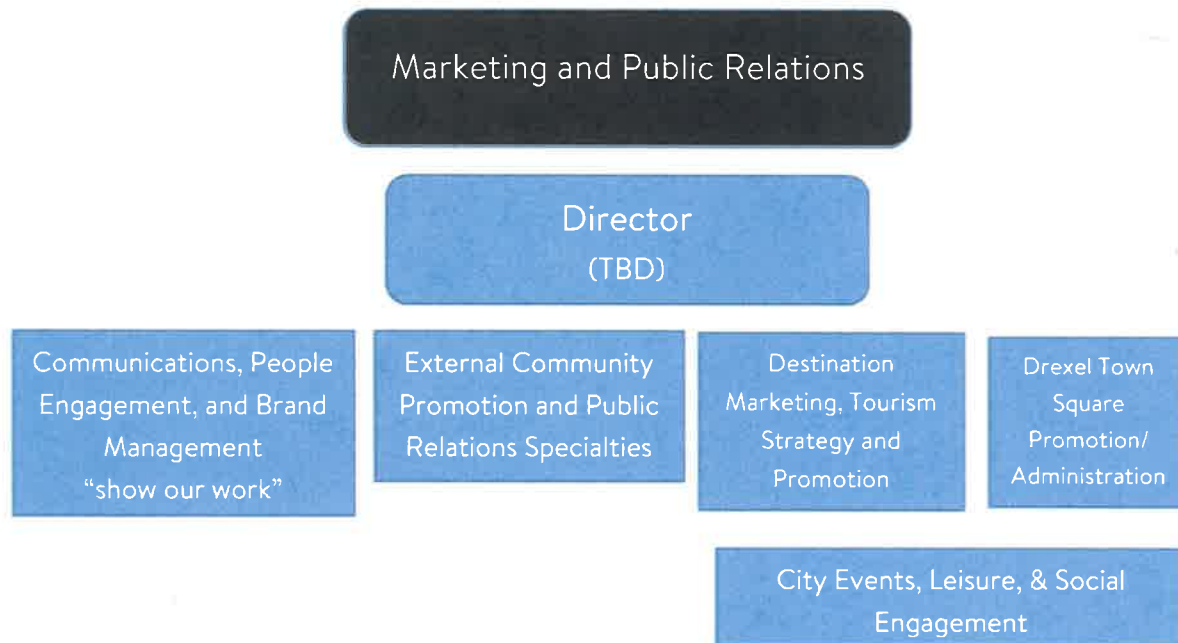 Marketing and Public Relations
Director
(TBD)
Communications, People
Engagement, and Brand
Management
“show our work”
External Community
Promotion and Public
Relations Specialties
Destination
Marketing, Tourism
Strategy and
Promotion
Drexel Town
Square
Promotion/
Administration
City Events, Leisure, & Social
Engagement